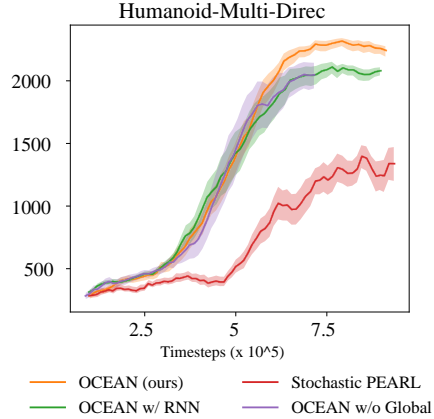 Humanoid-Multi-Direc
2000
1500
1000
500
2.5 5 7.5
Timesteps (x 10^5)
OCEAN (ours) Stochastic PEARL
OCEAN w/ RNN OCEAN w/o Global